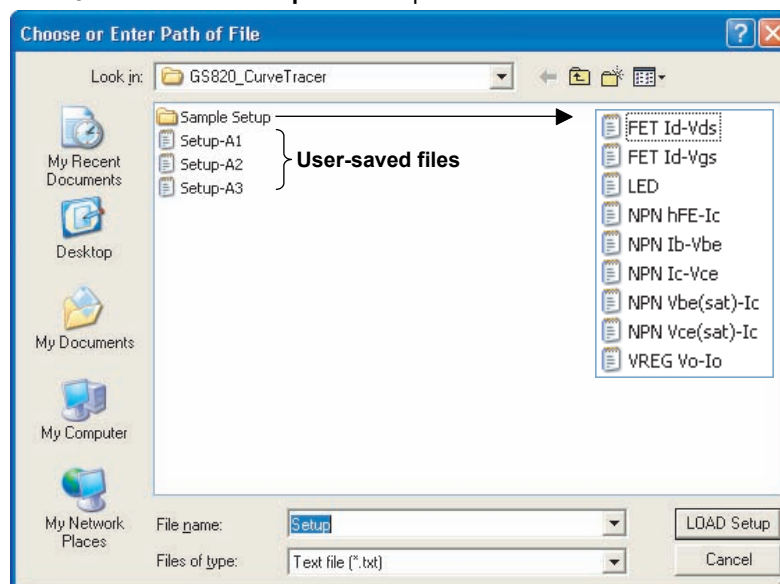 Choose or Enter Path of File
Look in:
GS820_CurveTracer
Sample Setup
Setup-A1
Setup-A2
Setup-A3
User-saved files
FET Id-Vds
FET Id-Vgs
LED
NPN hFE-Ic
NPN Ib-Vbe
NPN Ic-Vce
NPN Vbe(sat)-Ic
NPN Vce(sat)-Ic
VREG Vo-Io
My Recent
Documents
Desktop
My Documents
My Computer
My Network
Places
File name:
Setup
LOAD Setup
Files of type:
Text file (*.txt)
Cancel